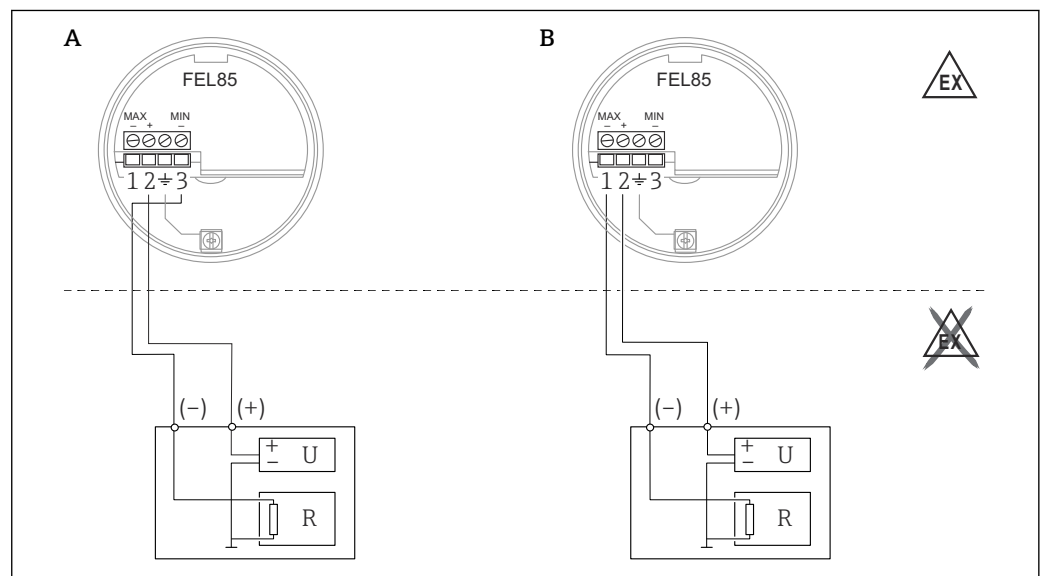 A
FEL85
MAX MIN
– + –
1 2 ⏚ 3
(–) (+)
+
–
U
R
B
FEL85
MAX MIN
– + –
1 2 ⏚ 3
(–) (+)
+
–
U
R
EX
EX